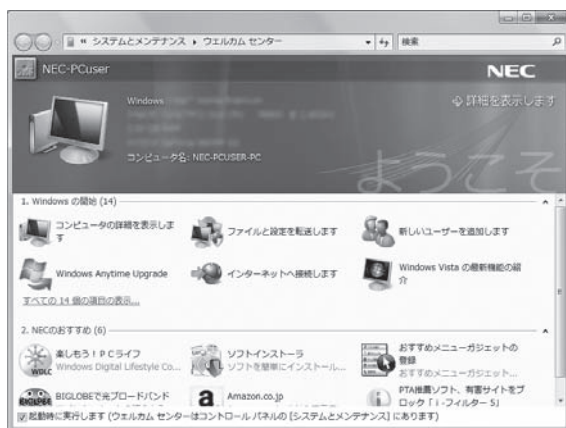 « システムとメンテナンス ▸ ウェルカム センター
検索
NEC-PCuser
NEC
Windows
詳細を表示します
コンピュータ名: NEC-PCUSER-PC
ようこそ
1. Windows の開始 (14)
コンピュータの詳細を表示しま
す
ファイルと設定を転送します
新しいユーザーを追加します
Windows Anytime Upgrade
インターネットへ接続します
Windows Vista の最新機能の紹
介
すべての 14 個の項目の表示...
2. NECのおすすめ (6)
WDLC
楽しもう!PCライフ
Windows Digital Lifestyle Co...
ソフトインストーラ
ソフトを簡単にインストール...
おすすめメニューガジェットの
登録
おすすめメニューガジェット...
BIGLOBE
BIGLOBEで光ブロードバンド
a
Amazon.co.jp
PTA推薦ソフト、有害サイトをブ
ロック「i-フィルター 5」
起動時に実行します (ウェルカム センターはコントロール パネルの [システムとメンテナンス] にあります)